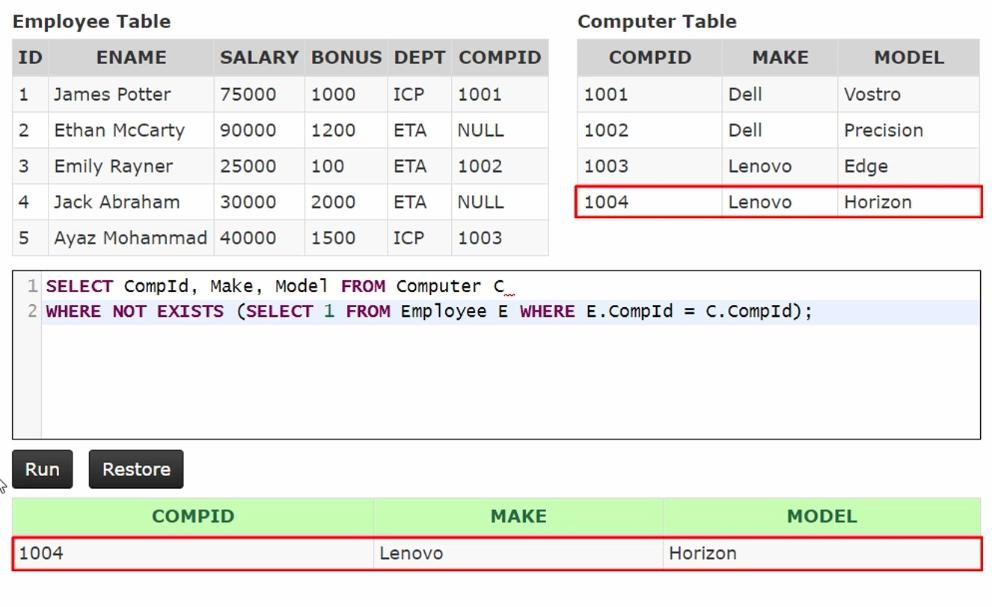 Employee Table
ID ENAME SALARY BONUS DEPT COMPID
1 James Potter 75000 1000 ICP 1001
2 Ethan McCarty 90000 1200 ETA NULL
3 Emily Rayner 25000 100 ETA 1002
4 Jack Abraham 30000 2000 ETA NULL
5 Ayaz Mohammad 40000 1500 ICP 1003
Computer Table
COMPID MAKE MODEL
1001 Dell Vostro
1002 Dell Precision
1003 Lenovo Edge
1004 Lenovo Horizon
1 SELECT CompId, Make, Model FROM Computer C
2 WHERE NOT EXISTS (SELECT 1 FROM Employee E WHERE E.CompId = C.CompId);
Run Restore
COMPID MAKE MODEL
1004 Lenovo Horizon